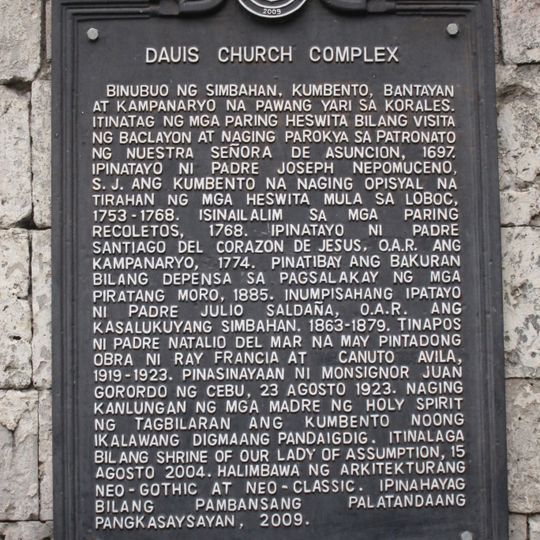 2009
DAUIS CHURCH COMPLEX
BINUBUO NG SIMBAHAN, KUMBENTO, BANTAYAN
AT KAMPANARYO NA PAWANG YARI SA KORALES.
ITINATAG NG MGA PARING HESWITA BILANG VISITA
NG BACLAYON AT NAGING PAROKYA SA PATRONATO
NG NUESTRA SEÑORA DE ASUNCION, 1697.
IPINATAYO NI PADRE JOSEPH NEPOMUCENO,
S. J. ANG KUMBENTO NA NAGING OPISYAL NA
TIRAHAN NG MGA HESWITA MULA SA LOBOC,
1753-1768. ISINAILALIM SA MGA PARING
RECOLETOS, 1768. IPINATAYO NI PADRE
SANTIAGO DEL CORAZON DE JESUS, O.A.R. ANG
KAMPANARYO, 1774. PINATIBAY ANG BAKURAN
BILANG DEPENSA SA PAGSALAKAY NG MGA
PIRATANG MORO, 1885. INUMPISAHANG IPATAYO
NI PADRE JULIO SALDAÑA, O.A.R. ANG
KASALUKUYANG SIMBAHAN. 1863-1879. TINAPOS
NI PADRE NATALIO DEL MAR NA MAY PINTADONG
OBRA NI RAY FRANCIA AT CANUTO AVILA,
1919-1923. PINASINAYAAN NI MONSIGNOR JUAN
GORORDO NG CEBU, 23 AGOSTO 1923. NAGING
KANLUNGAN NG MGA MADRE NG HOLY SPIRIT
NG TAGBILARAN ANG KUMBENTO NOONG
IKALAWANG DIGMAANG PANDAIGDIG. ITINALAGA
BILANG SHRINE OF OUR LADY OF ASSUMPTION, 15
AGOSTO 2004. HALIMBAWA NG ARKITEKTURANG
NEO-GOTHIC AT NEO-CLASSIC. IPINAHAYAG
BILANG PAMBANSANG PALATANDAANG
PANGKASAYSAYAN, 2009.